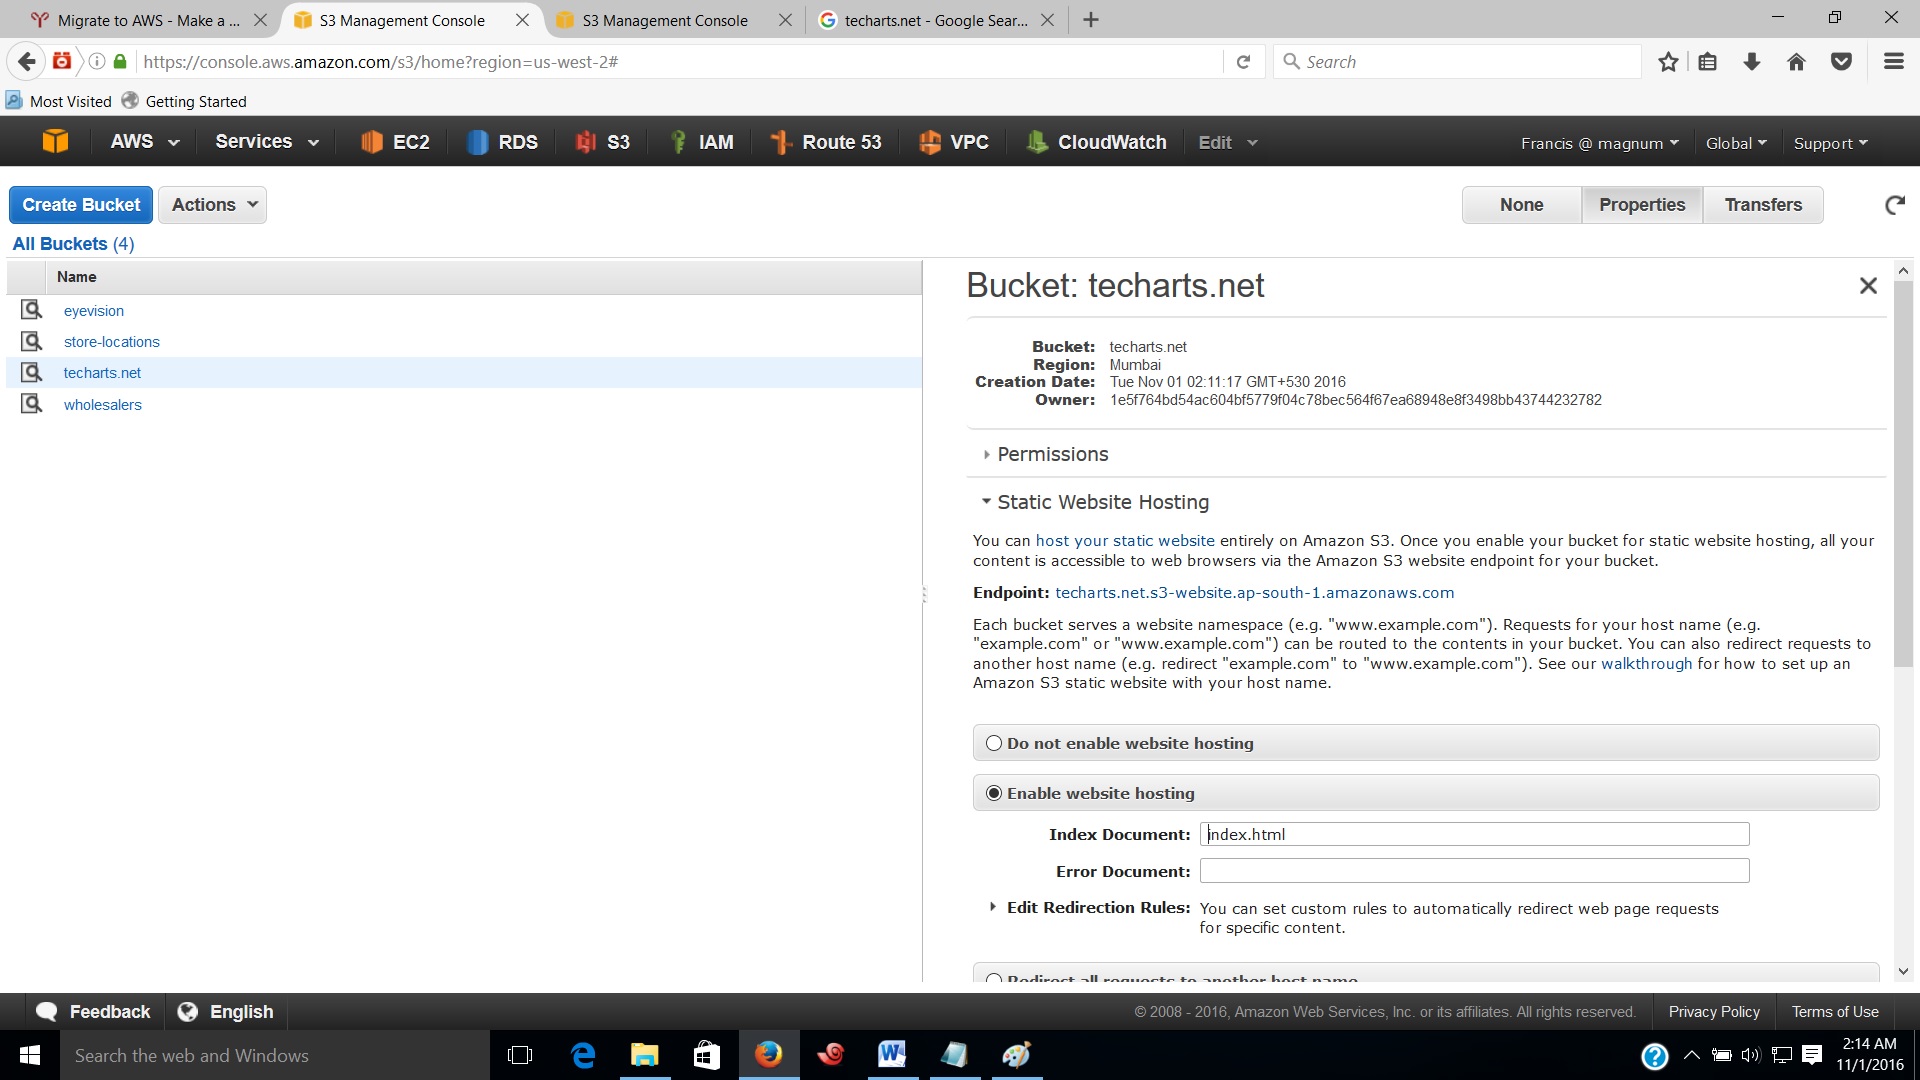 Migrate to AWS - Make a ...
S3 Management Console
S3 Management Console
techarts.net - Google Sear...
https://console.aws.amazon.com/s3/home?region=us-west-2#
Search
Most Visited
Getting Started
AWS
Services
EC2
RDS
S3
IAM
Route 53
VPC
CloudWatch
Edit
Francis @ magnum
Global
Support
Create Bucket
Actions
None
Properties
Transfers
All Buckets (4)
Name
eyevision
store-locations
techarts.net
wholesalers
Bucket: techarts.net
Bucket: techarts.net
Region: Mumbai
Creation Date: Tue Nov 01 02:11:17 GMT+530 2016
Owner: 1e5f764bd54ac604bf5779f04c78bec564f67ea68948e8f3498bb43744232782
Permissions
Static Website Hosting
You can host your static website entirely on Amazon S3. Once you enable your bucket for static website hosting, all your
content is accessible to web browsers via the Amazon S3 website endpoint for your bucket.
Endpoint: techarts.net.s3-website.ap-south-1.amazonaws.com
Each bucket serves a website namespace (e.g. "www.example.com"). Requests for your host name (e.g.
"example.com" or "www.example.com") can be routed to the contents in your bucket. You can also redirect requests to
another host name (e.g. redirect "example.com" to "www.example.com"). See our walkthrough for how to set up an
Amazon S3 static website with your host name.
Do not enable website hosting
Enable website hosting
Index Document: index.html
Error Document:
Edit Redirection Rules: You can set custom rules to automatically redirect web page requests
for specific content.
Redirect all requests to another host name
Feedback
English
© 2008 - 2016, Amazon Web Services, Inc. or its affiliates. All rights reserved.
Privacy Policy
Terms of Use
Search the web and Windows
2:14 AM
11/1/2016